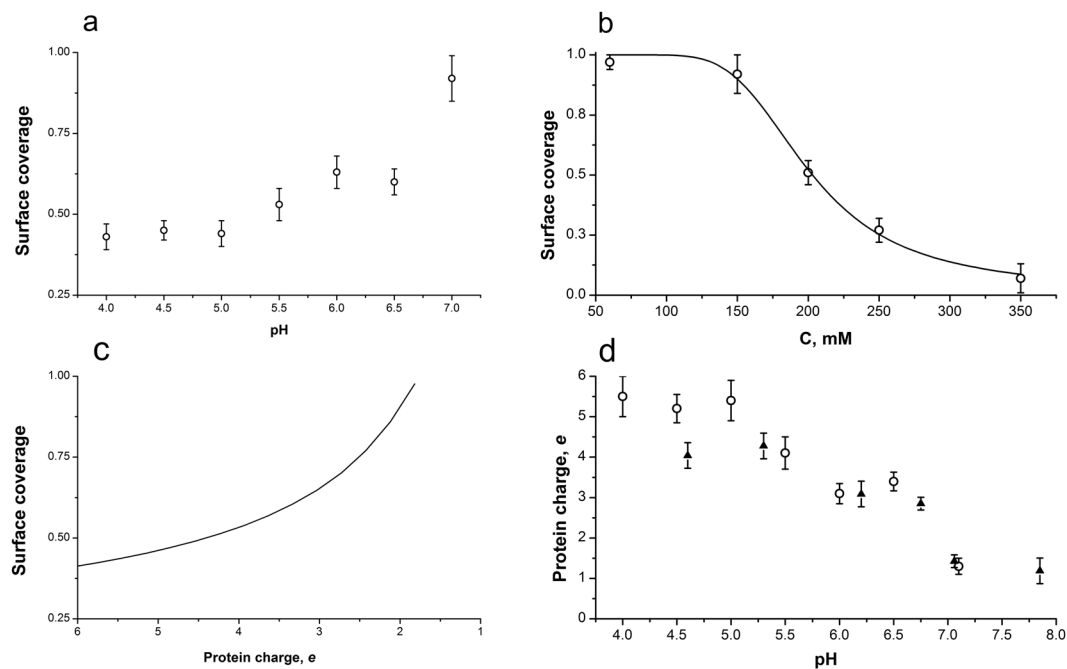 a
1.00
0.75
0.50
0.25
Surface coverage
4.0 4.5 5.0 5.5 6.0 6.5 7.0
pH
b
1.0
0.8
0.5
0.3
0.0
Surface coverage
50 100 150 200 250 300 350
C, mM
c
1.00
0.75
0.50
0.25
Surface coverage
6 5 4 3 2 1
Protein charge, e
d
6
5
4
3
2
1
0
Protein charge, e
4.0 4.5 5.0 5.5 6.0 6.5 7.0 7.5 8.0
pH